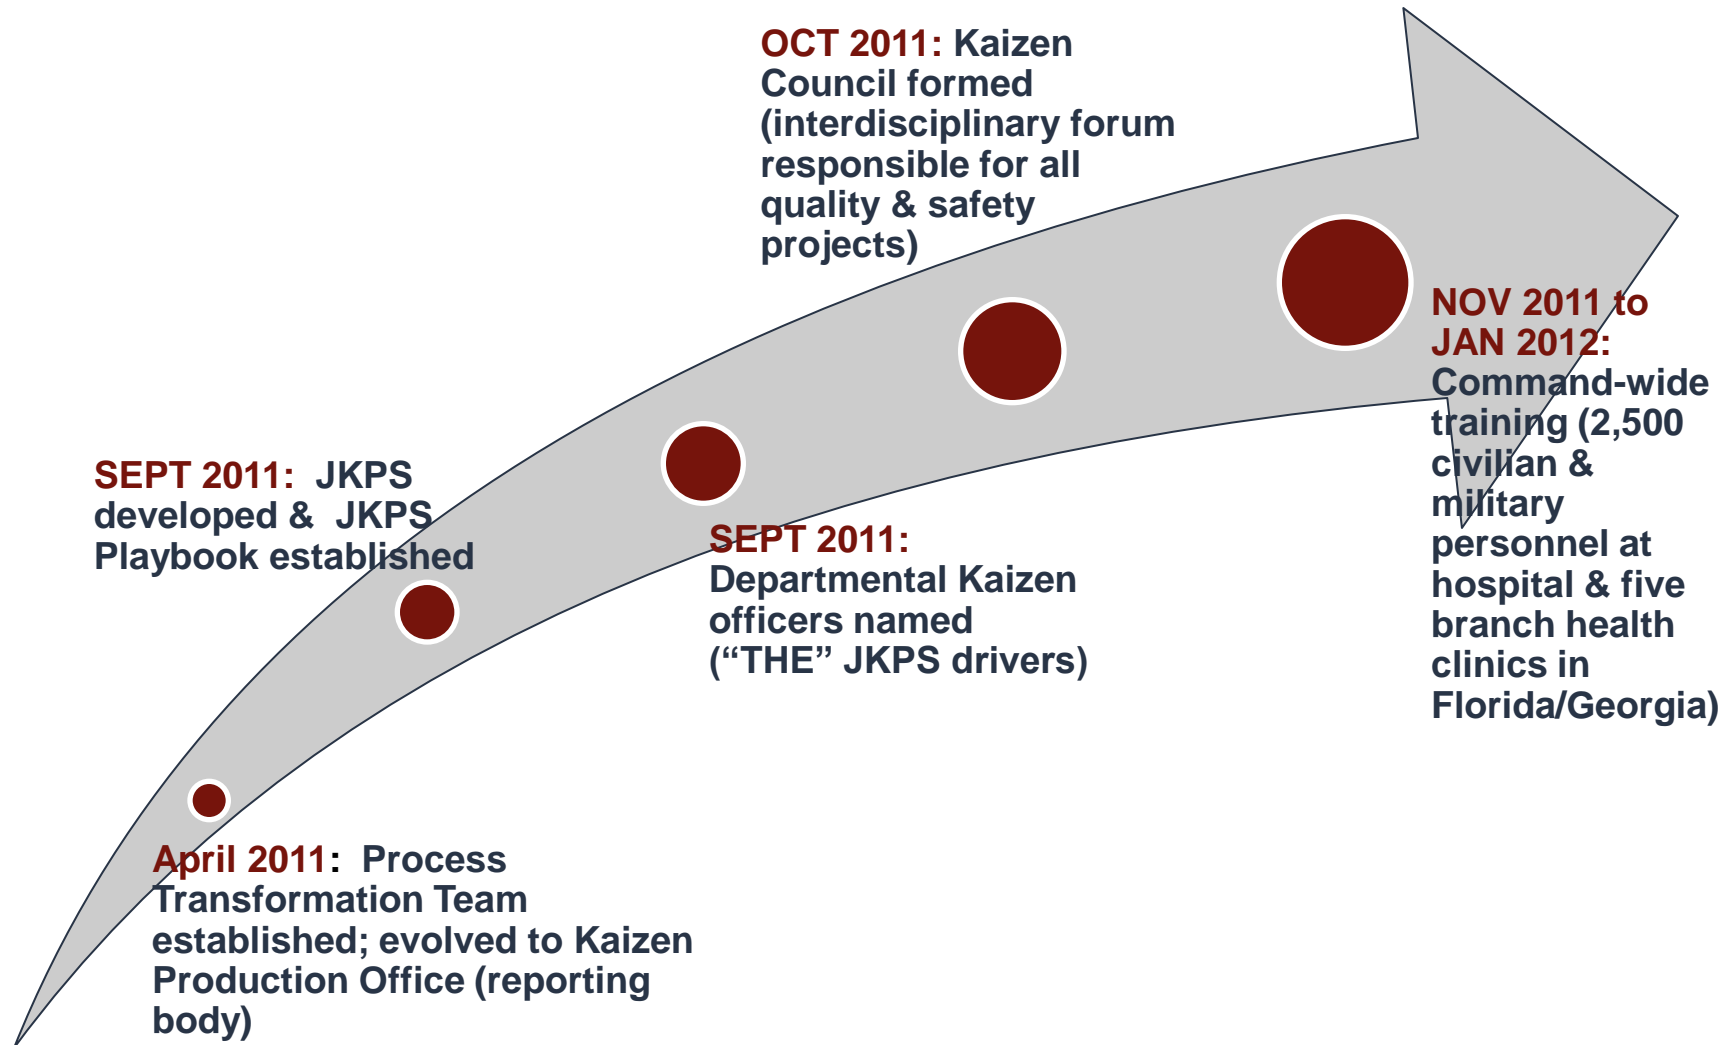 OCT 2011: Kaizen
Council formed
(interdisciplinary forum
responsible for all
quality & safety
projects)
NOV 2011 to
JAN 2012:
Command-wide
training (2,500
civilian &
military
personnel at
hospital & five
branch health
clinics in
Florida/Georgia)
SEPT 2011:  JKPS
developed &  JKPS
Playbook established
SEPT 2011:
Departmental Kaizen
officers named
(“THE” JKPS drivers)
April 2011:  Process
Transformation Team
established; evolved to Kaizen
Production Office (reporting
body)